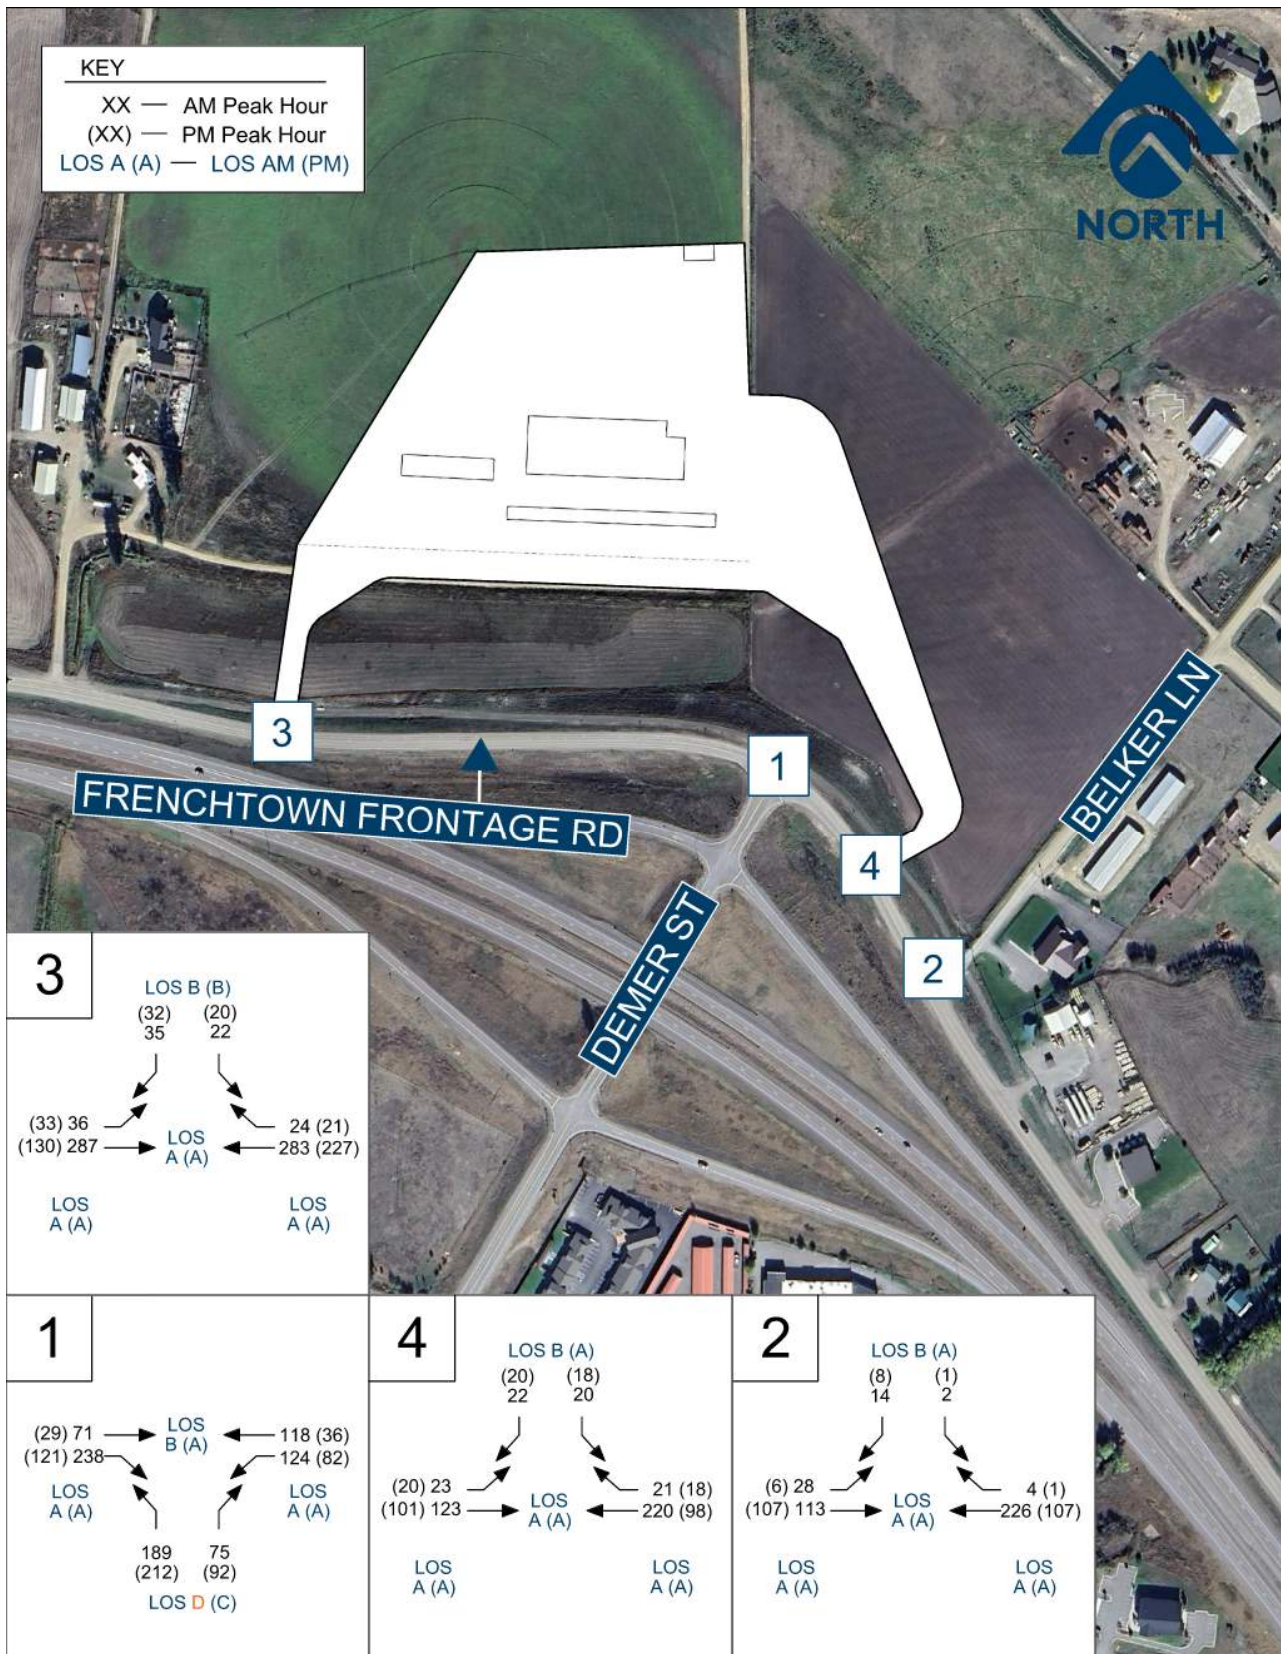 KEY
XX — AM Peak Hour
(XX) — PM Peak Hour
LOS A (A) — LOS AM (PM)
NORTH
3
1
FRENCHTOWN FRONTAGE RD
BELKER LN
4
2
DEMER ST
3
LOS B (B)
(32) (20)
35 22
(33) 36 24 (21)
(130) 287 LOS A (A) 283 (227)
LOS LOS
A (A) A (A)
1
(29) 71 LOS B (A) 118 (36)
(121) 238 124 (82)
LOS LOS
A (A) A (A)
189 75
(212) (92)
LOS D (C)
4
LOS B (A)
(20) (18)
22 20
(20) 23 21 (18)
(101) 123 LOS A (A) 220 (98)
LOS LOS
A (A) A (A)
2
LOS B (A)
(8) (1)
14 2
(6) 28 4 (1)
(107) 113 LOS A (A) 226 (107)
LOS LOS
A (A) A (A)